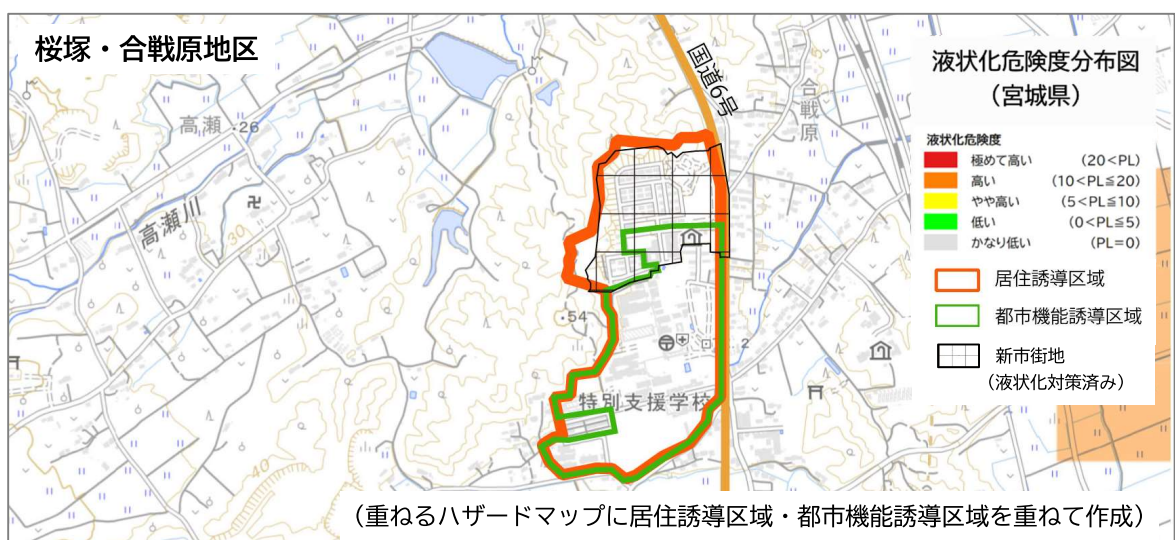 桜塚・合戦原地区
国道6号
高瀬
・26
合戦原
高瀬川
30
・54
2
特別支援学校
40
液状化危険度分布図
（宮城県）
液状化危険度
極めて高い （20＜PL）
高い （10＜PL≦20）
やや高い （5＜PL≦10）
低い （0＜PL≦5）
かなり低い （PL=0）
居住誘導区域
都市機能誘導区域
新市街地
（液状化対策済み）
（重ねるハザードマップに居住誘導区域・都市機能誘導区域を重ねて作成）